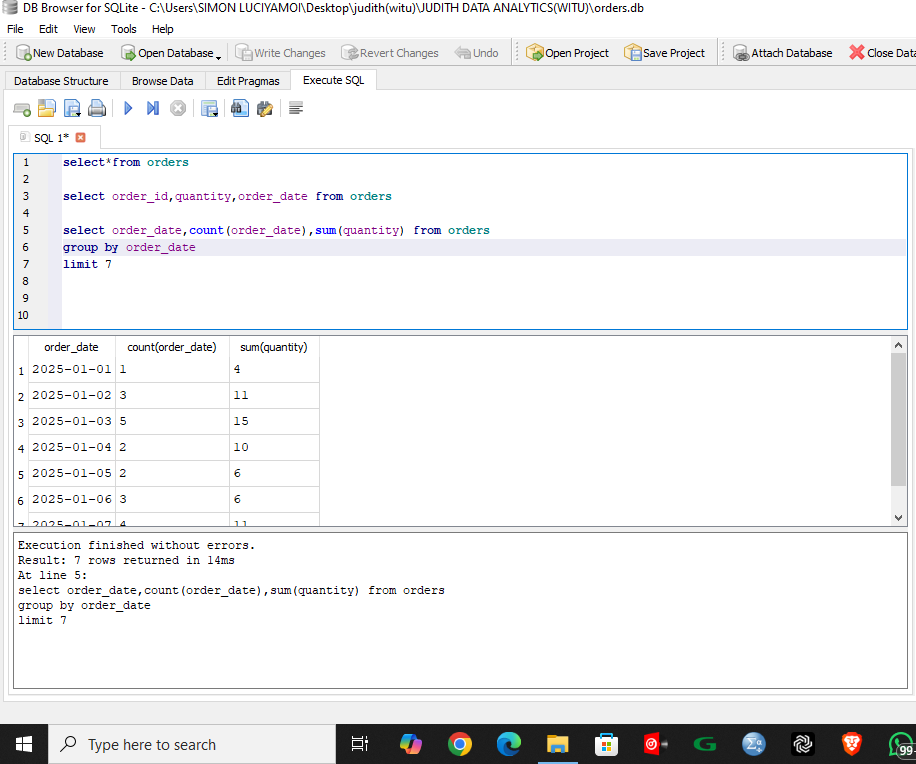 DB Browser for SQLite - C:\Users\SIMON LUCIYAMOI\Desktop\judith(witu)\JUDITH DATA ANALYTICS(WITU)\orders.db
File Edit View Tools Help
New Database Open Database Write Changes Revert Changes Undo Open Project Save Project Attach Database Close Data
Database Structure Browse Data Edit Pragmas Execute SQL
SQL 1*
1 select*from orders
2
3 select order_id,quantity,order_date from orders
4
5 select order_date,count(order_date),sum(quantity) from orders
6 group by order_date
7 limit 7
8
9
10
order_date count(order_date) sum(quantity)
1 2025-01-01 1 4
2 2025-01-02 3 11
3 2025-01-03 5 15
4 2025-01-04 2 10
5 2025-01-05 2 6
6 2025-01-06 3 6
7 2025-01-07 4 11
Execution finished without errors.
Result: 7 rows returned in 14ms
At line 5:
select order_date,count(order_date),sum(quantity) from orders
group by order_date
limit 7
Type here to search
99+